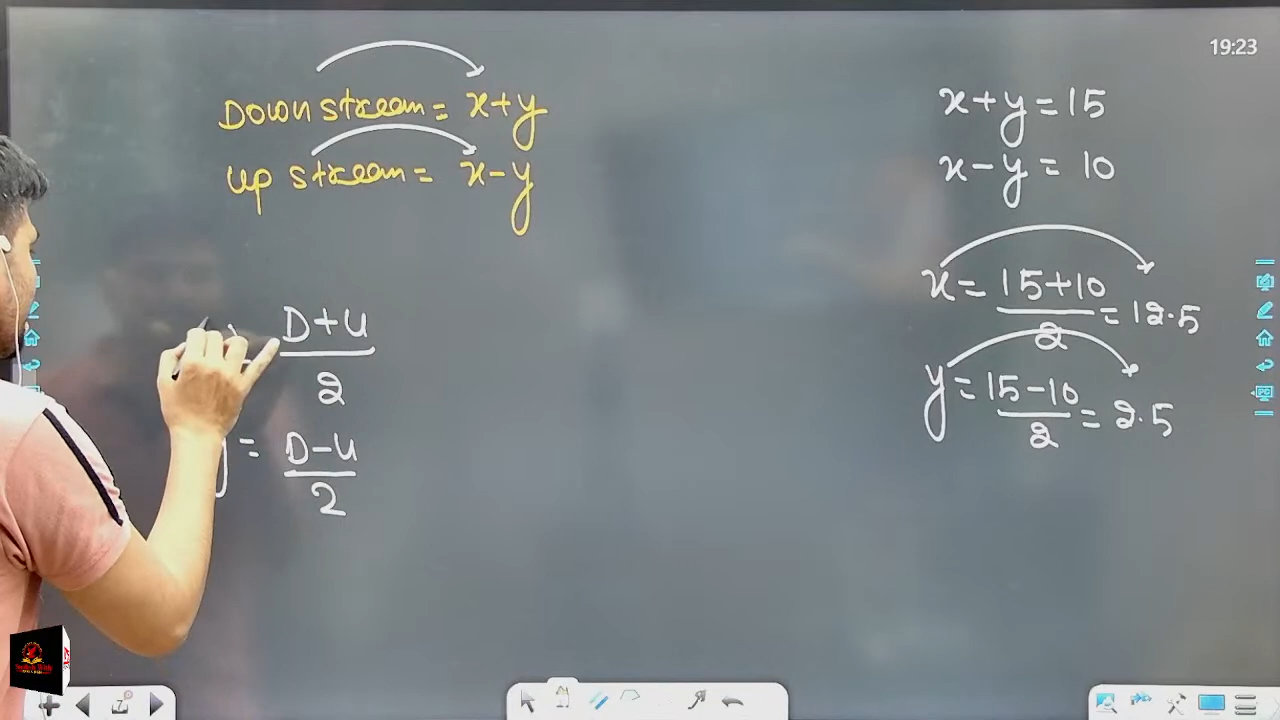 19:23
Down stream = x+y
up stream = x-y
= D+U
2
y = D-U
2
x+y=15
x-y=10
x = 15+10 = 12.5
2
y = 15-10 = 2.5
2